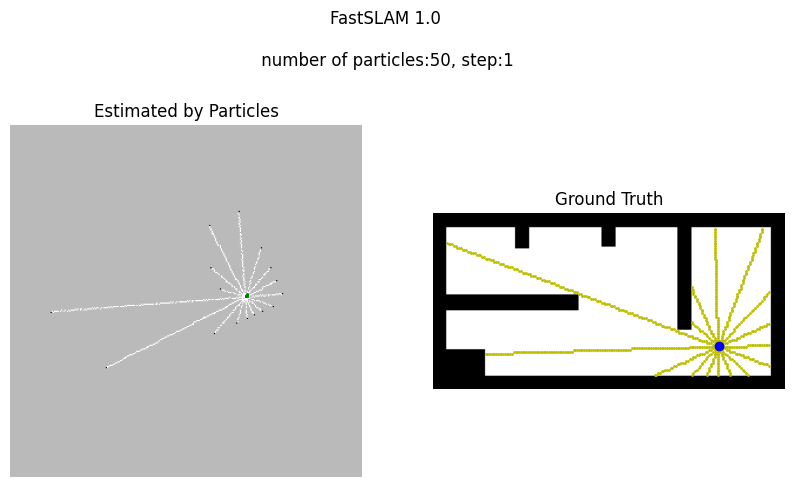 FastSLAM 1.0
number of particles:50, step:1
Estimated by Particles
Ground Truth